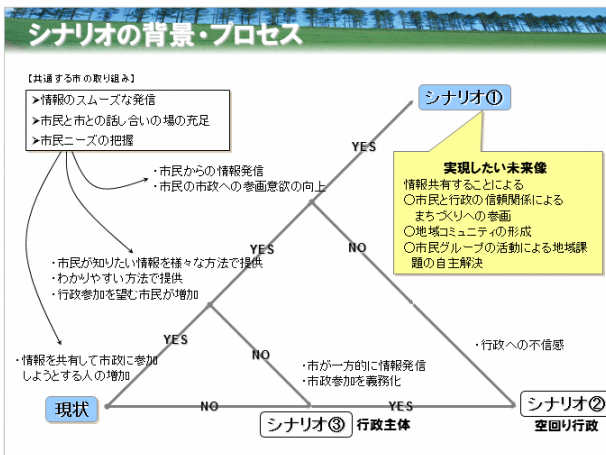 シナリオの背景・プロセス
【共通する市の取り組み】
➢情報のスムーズな発信
➢市民と市との話し合いの場の充足
➢市民ニーズの把握
シナリオ①
YES
・市民からの情報発信
・市民の市政への参画意欲の向上
実現したい未来像
情報共有することによる
○市民と行政の信頼関係による
まちづくりへの参画
○地域コミュニティの形成
○市民グループの活動による地域課
題の自主解決
YES
NO
・市民が知りたい情報を様々な方法で提供
・わかりやすい方法で提供
・行政参加を望む市民が増加
YES
NO
・行政への不信感
・情報を共有して市政に参加
しようとする人の増加
・市が一方的に情報発信
・市政参加を義務化
現状
NO
シナリオ③
行政主体
YES
シナリオ②
空回り行政